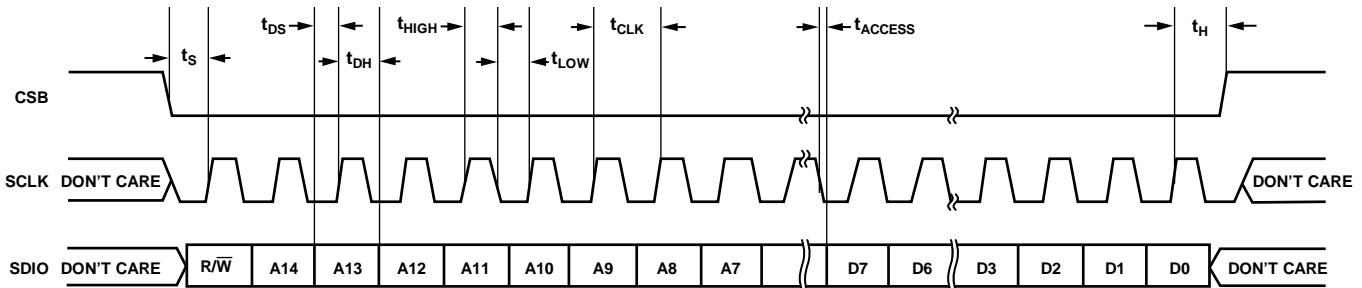 tDS
tHIGH
tCLK
tACCESS
tH
tS
tDH
tLOW
CSB
SCLK DON'T CARE DON'T CARE
SDIO DON'T CARE R/W̅ A14 A13 A12 A11 A10 A9 A8 A7 D7 D6 D3 D2 D1 D0 DON'T CARE